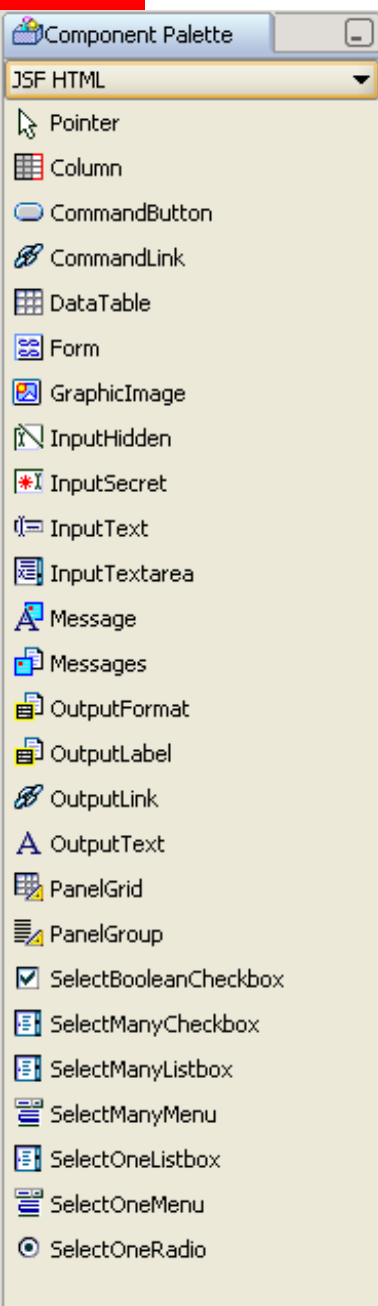 Component Palette
JSF HTML
Pointer
Column
CommandButton
CommandLink
DataTable
Form
GraphicImage
InputHidden
InputSecret
InputText
InputTextarea
Message
Messages
OutputFormat
OutputLabel
OutputLink
OutputText
PanelGrid
PanelGroup
SelectBooleanCheckbox
SelectManyCheckbox
SelectManyListbox
SelectManyMenu
SelectOneListbox
SelectOneMenu
SelectOneRadio